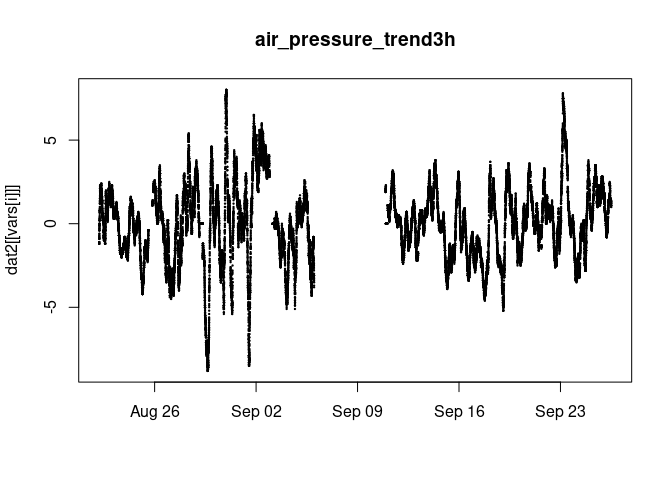 air_pressure_trend3h
dat2[[vars[i]]]
5
0
-5
Aug 26
Sep 02
Sep 09
Sep 16
Sep 23